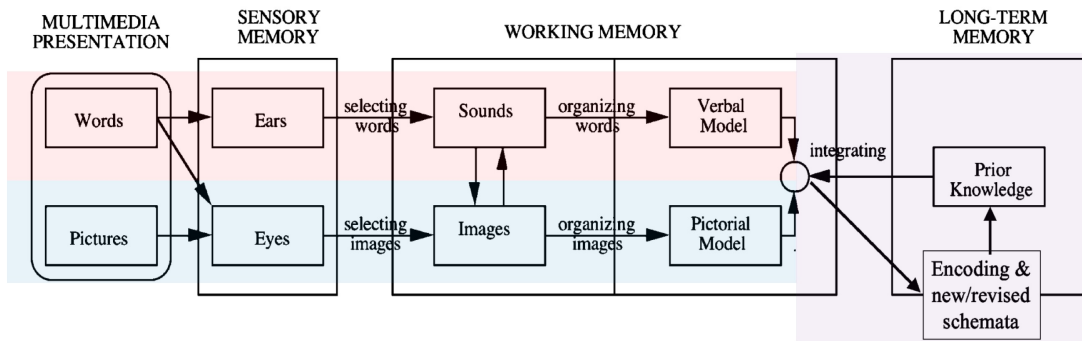 MULTIMEDIA
PRESENTATION
SENSORY
MEMORY
WORKING MEMORY
LONG-TERM
MEMORY
Words
Ears
selecting
words
Sounds
organizing
words
Verbal
Model
integrating
Prior
Knowledge
Pictures
Eyes
selecting
images
Images
organizing
images
Pictorial
Model
Encoding &
new/revised
schemata